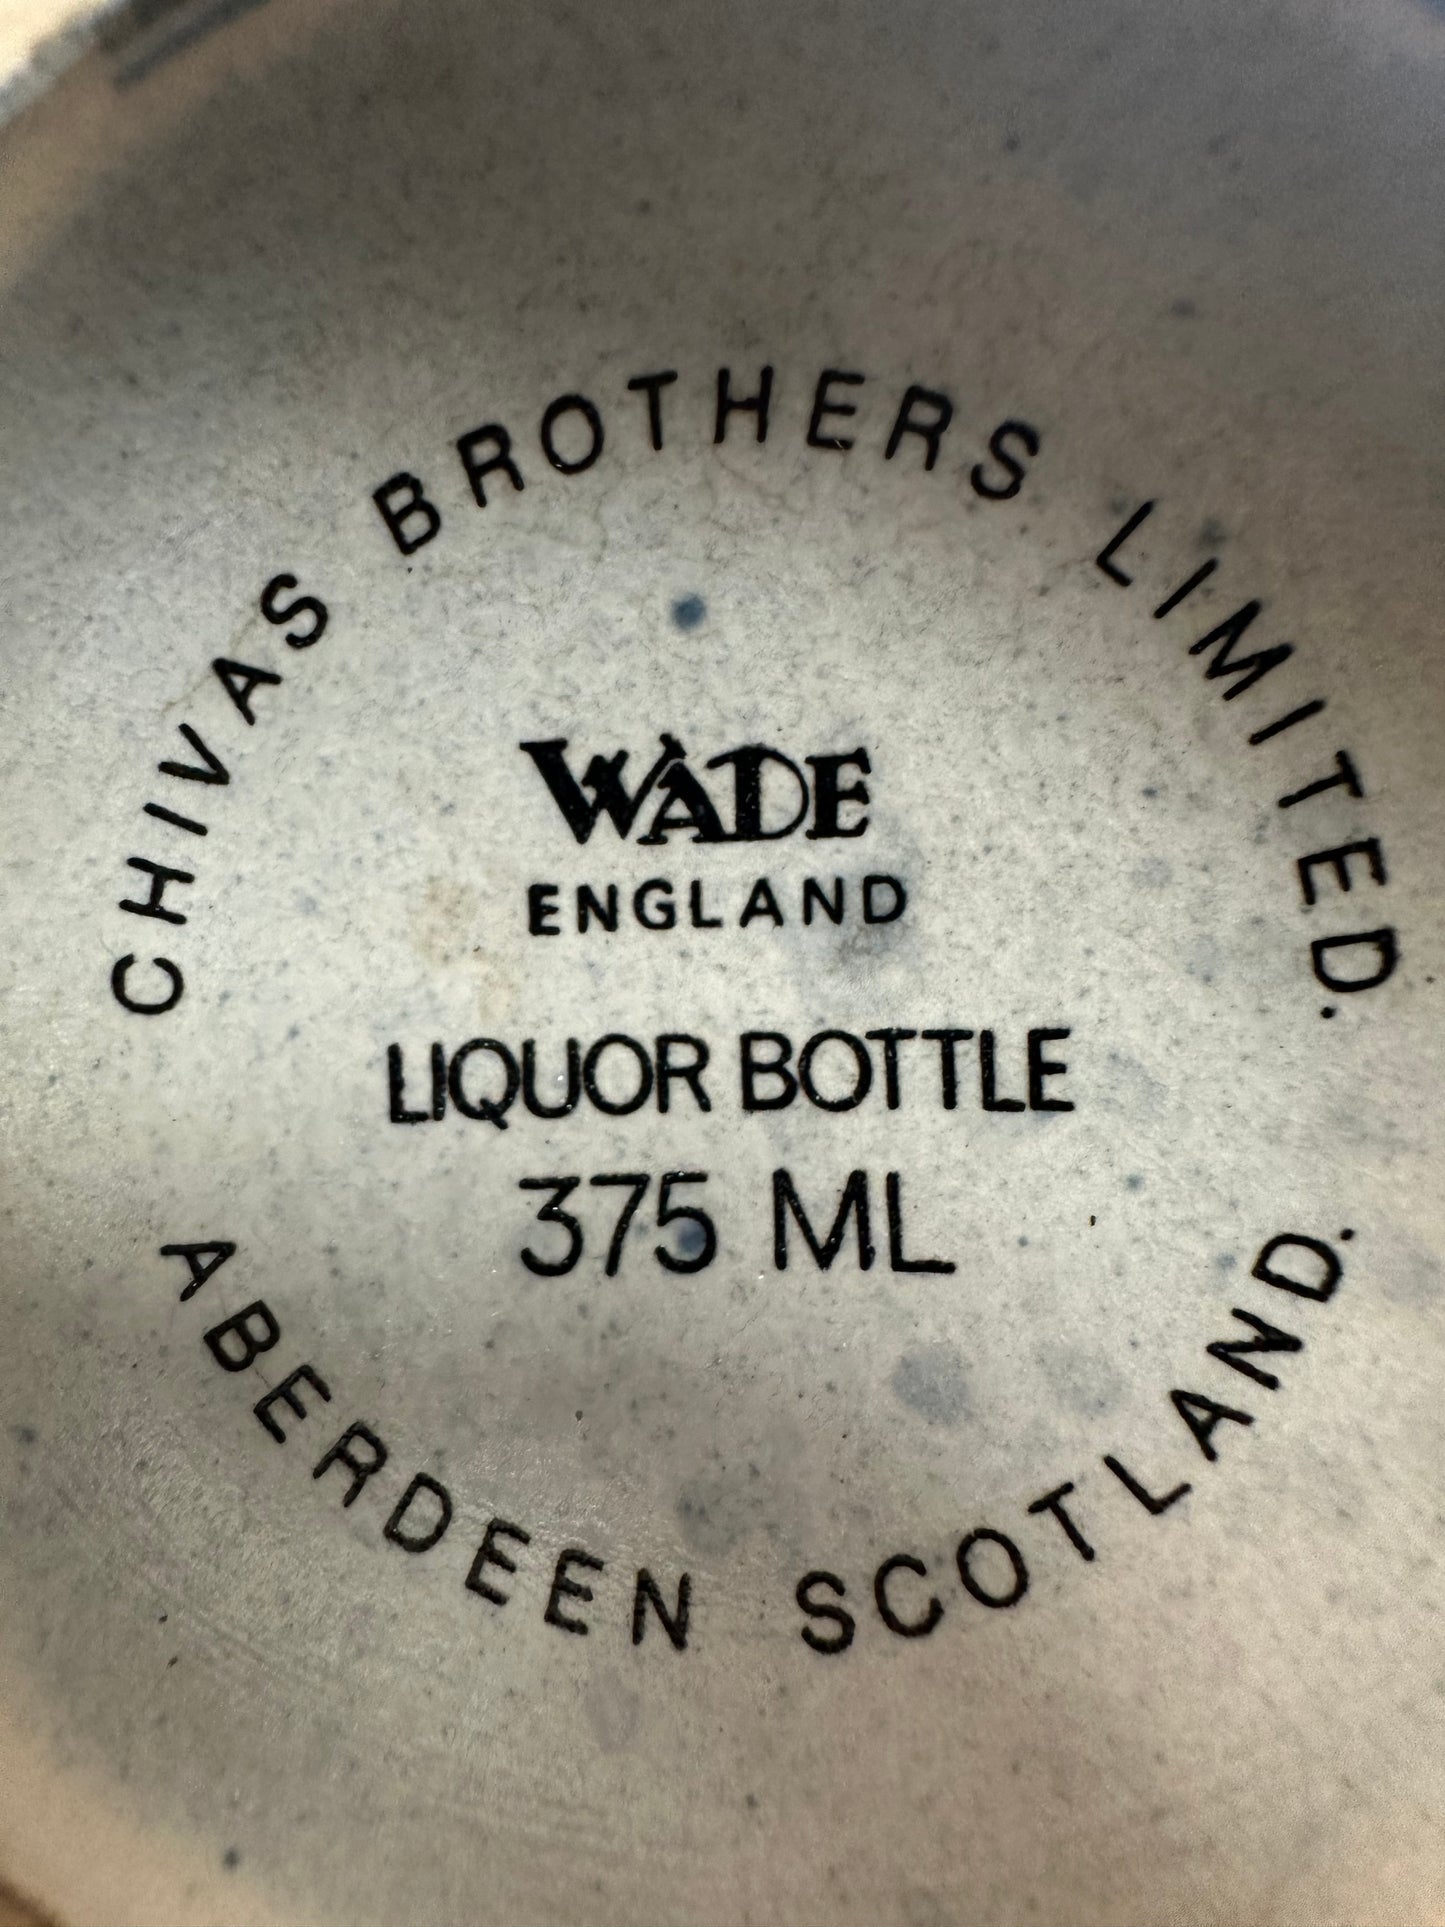 CHIVAS BROTHERS LIMITED.
WADE
ENGLAND
LIQUOR BOTTLE
375 ML
ABERDEEN SCOTLAND.